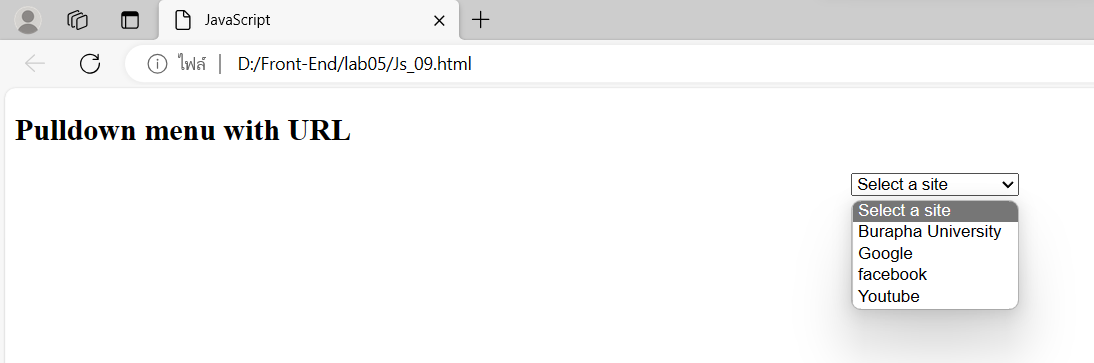 JavaScript
ไฟล์ D:/Front-End/lab05/Js_09.html
Pulldown menu with URL
Select a site
Select a site
Burapha University
Google
facebook
Youtube